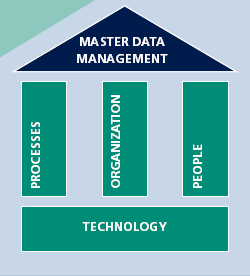 MASTER DATA
MANAGEMENT
PROCESSES
ORGANIZATION
PEOPLE
TECHNOLOGY